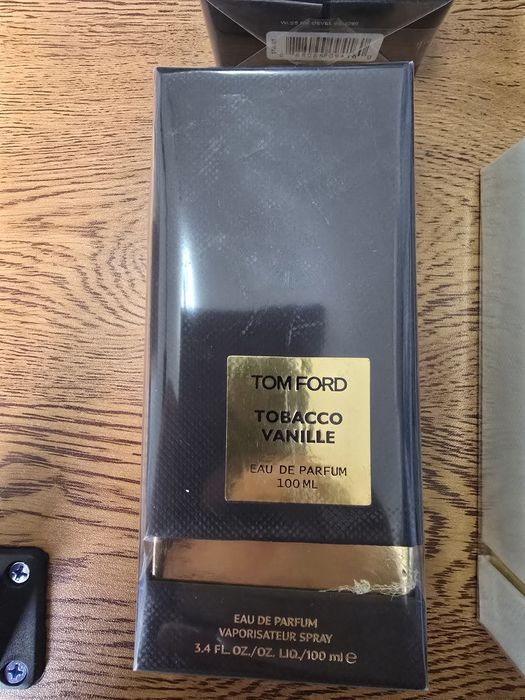 TOM FORD
TOBACCO
VANILLE
EAU DE PARFUM
100 ML
EAU DE PARFUM
VAPORISATEUR SPRAY
3.4 FL. OZ./OZ. LIQ./100 ml ℮